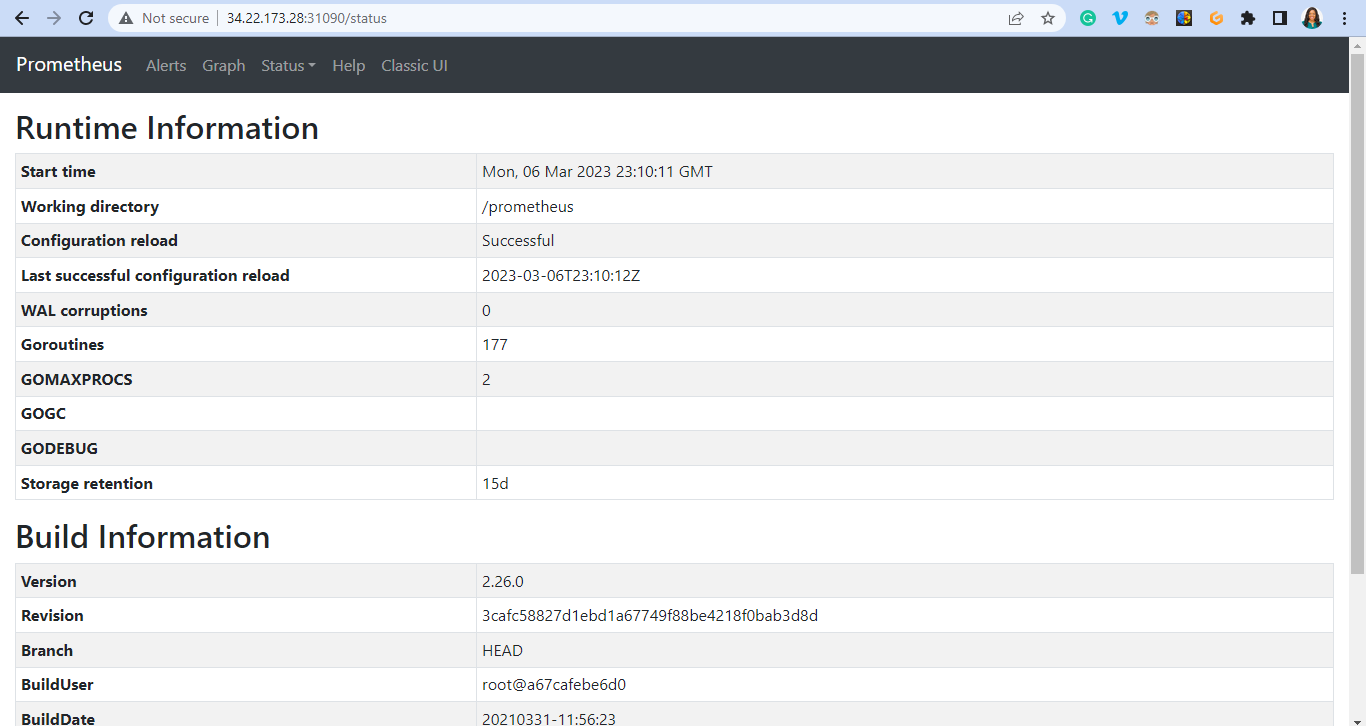 Not secure | 34.22.173.28:31090/status
Prometheus Alerts Graph Status Help Classic UI
Runtime Information
Start time Mon, 06 Mar 2023 23:10:11 GMT
Working directory /prometheus
Configuration reload Successful
Last successful configuration reload 2023-03-06T23:10:12Z
WAL corruptions 0
Goroutines 177
GOMAXPROCS 2
GOGC
GODEBUG
Storage retention 15d
Build Information
Version 2.26.0
Revision 3cafc58827d1ebd1a67749f88be4218f0bab3d8d
Branch HEAD
BuildUser root@a67cafebe6d0
BuildDate 20210331-11:56:23